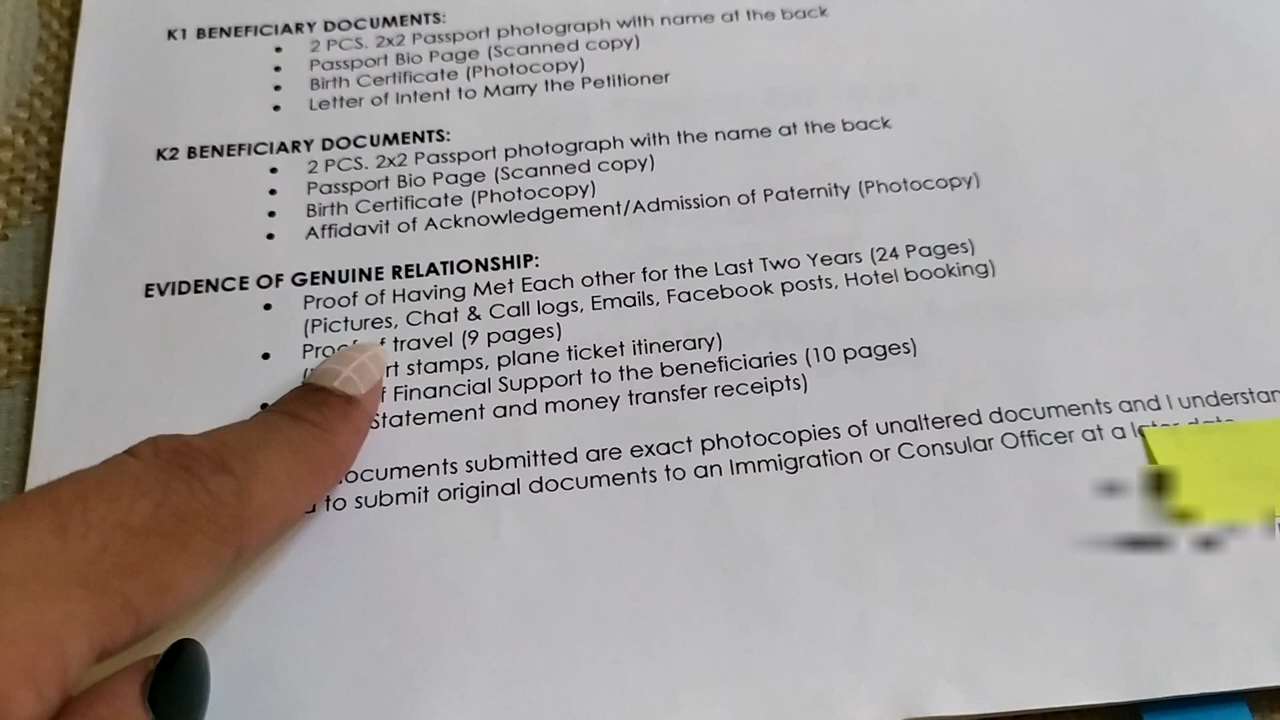 K1 BENEFICIARY DOCUMENTS:
• 2 PCS. 2x2 Passport photograph with name at the back
• Passport Bio Page (Scanned copy)
• Birth Certificate (Photocopy)
• Letter of Intent to Marry the Petitioner
K2 BENEFICIARY DOCUMENTS:
• 2 PCS. 2x2 Passport photograph with the name at the back
• Passport Bio Page (Scanned copy)
• Birth Certificate (Photocopy)
• Affidavit of Acknowledgement/Admission of Paternity (Photocopy)
EVIDENCE OF GENUINE RELATIONSHIP:
• Proof of Having Met Each other for the Last Two Years (24 Pages)
(Pictures, Chat & Call logs, Emails, Facebook posts, Hotel booking)
• Proof of travel (9 pages)
stamps, plane ticket itinerary)
• Financial Support to the beneficiaries (10 pages)
Statement and money transfer receipts)
documents submitted are exact photocopies of unaltered documents and I
to submit original documents to an Immigration or Consular Officer at a